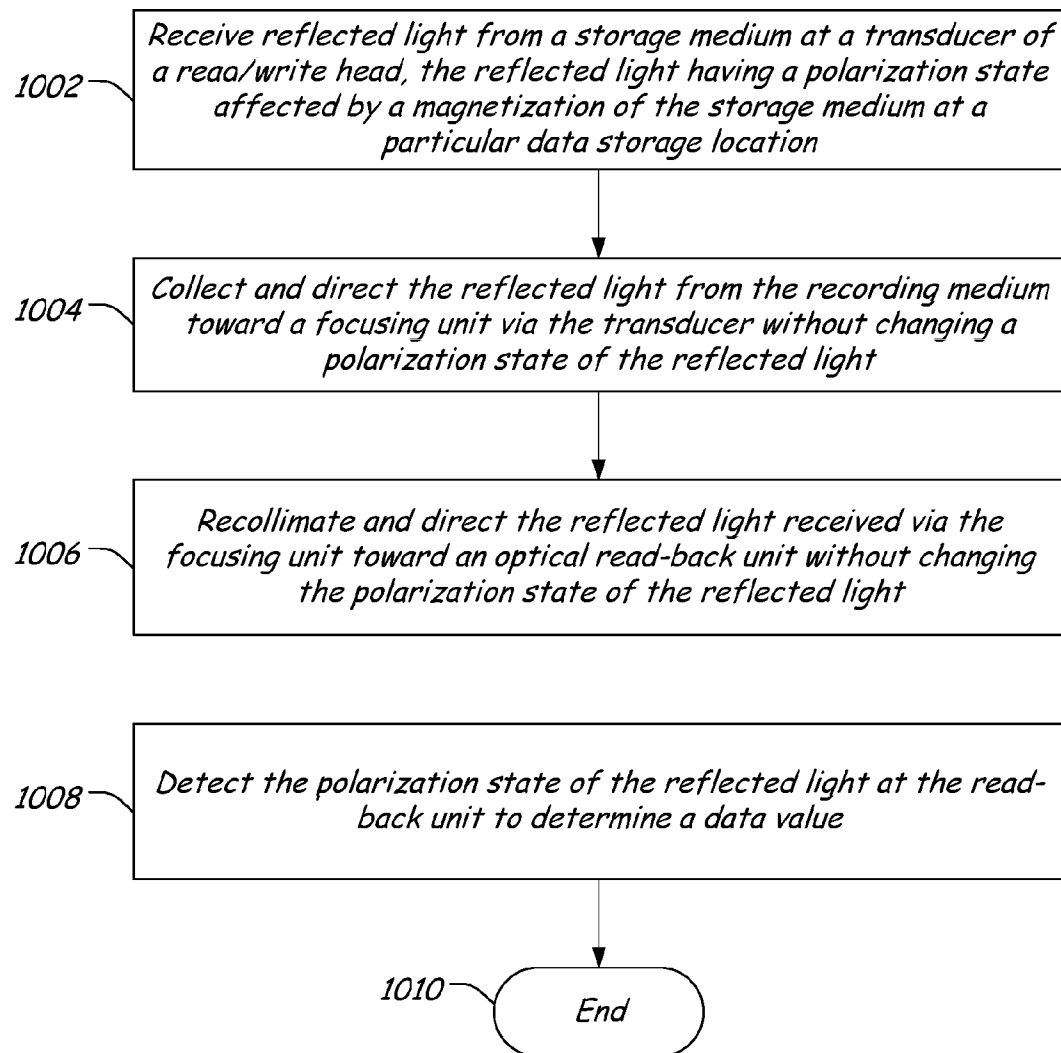 Receive reflected light from a storage medium at a transducer of
1002
a read/write head, the reflected light having a polarization state
affected by a magnetization of the storage medium at a
particular data storage location
1004
Collect and direct the reflected light from the recording medium
toward a focusing unit via the transducer without changing a
polarization state of the reflected light
1006
Recollimate and direct the reflected light received via the
focusing unit toward an optical read-back unit without changing
the polarization state of the reflected light
1008
Detect the polarization state of the reflected light at the read-
back unit to determine a data value
1010
End